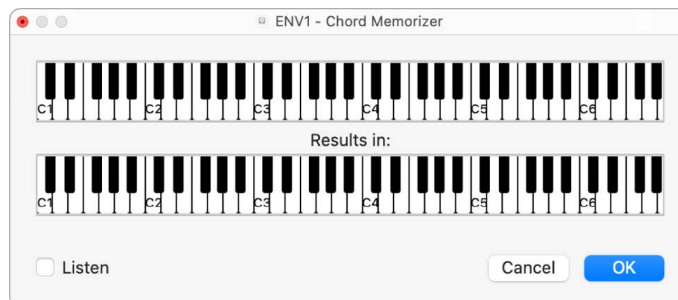 ENV1 - Chord Memorizer
C1 C2 C3 C4 C5 C6
Results in:
C1 C2 C3 C4 C5 C6
Listen
Cancel
OK